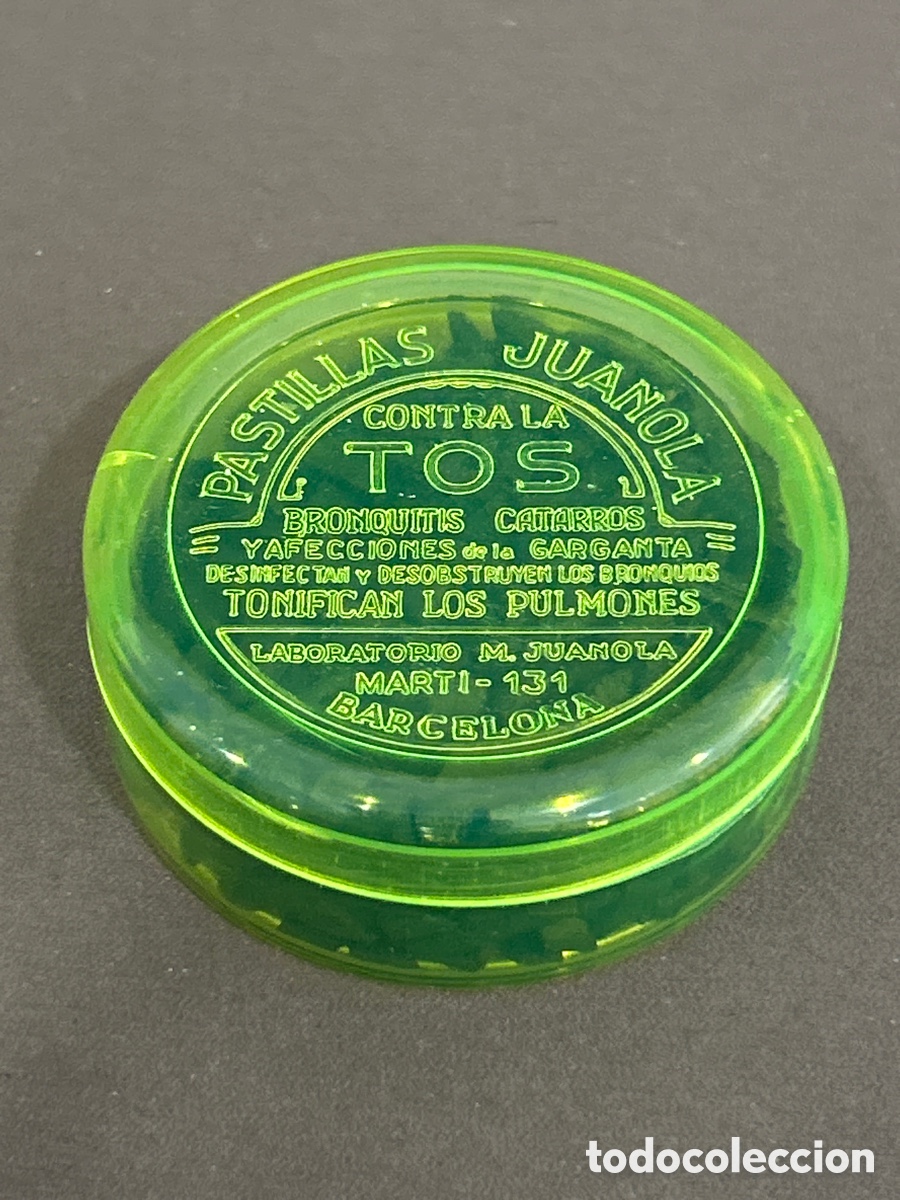 PASTILLAS JUANOLA
CONTRA LA
TOS
BRONQUITIS CATARROS
Y AFECCIONES de la GARGANTA
DESINFECTAN Y DESOBSTRUYEN LOS BRONQUIOS
TONIFICAN LOS PULMONES
LABORATORIO M. JUANOLA
MARTI - 131
BARCELONA
todocoleccion